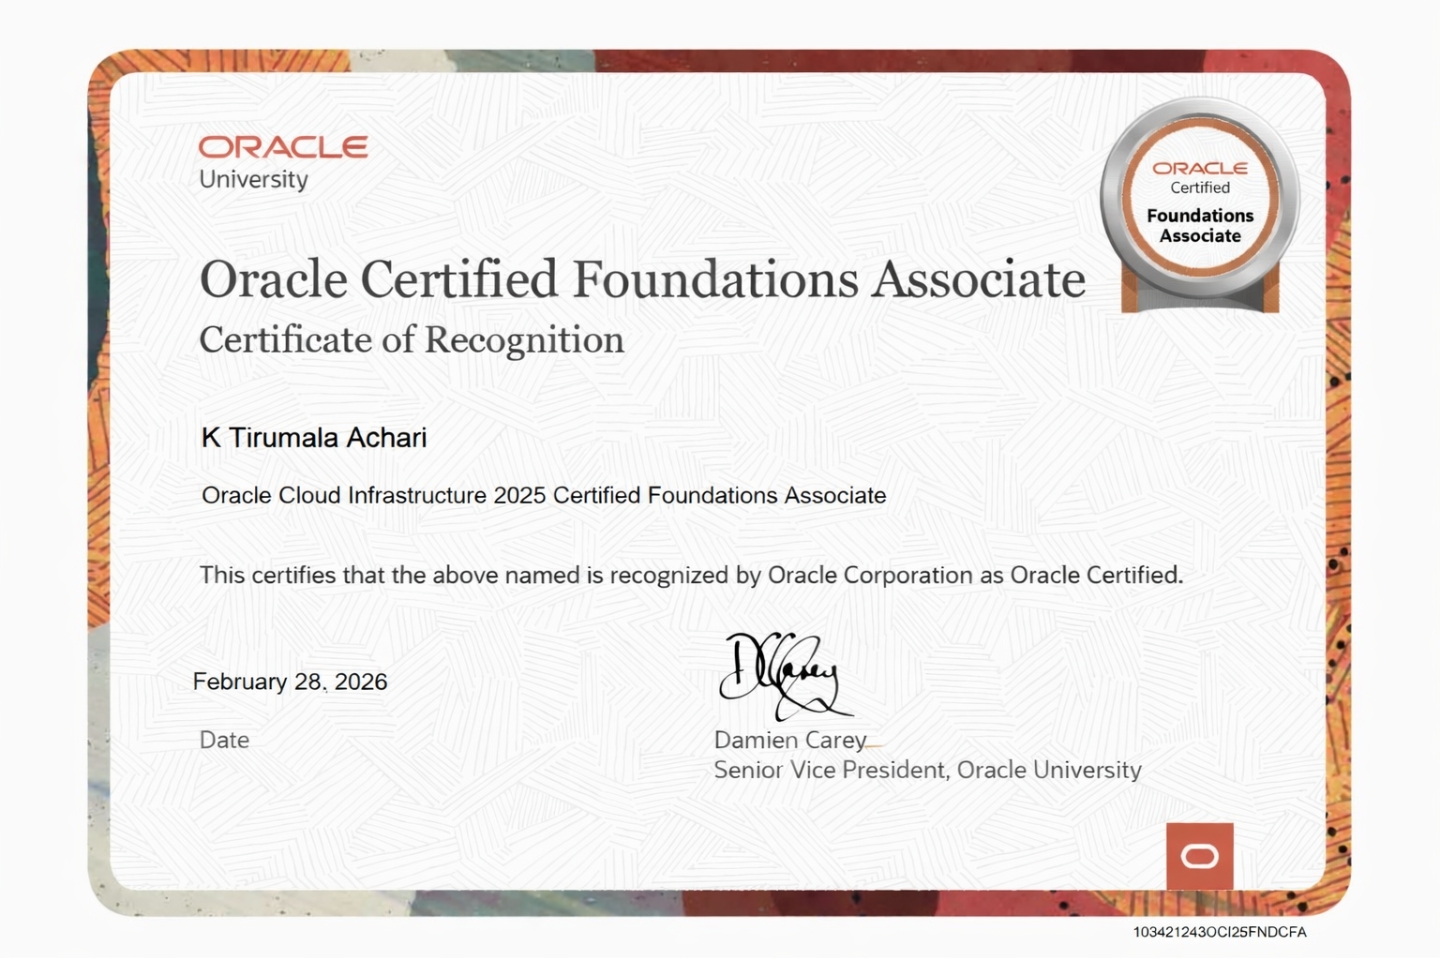 ORACLE
University
ORACLE
Certified
Foundations
Associate
Oracle Certified Foundations Associate
Certificate of Recognition
K Tirumala Achari
Oracle Cloud Infrastructure 2025 Certified Foundations Associate
This certifies that the above named is recognized by Oracle Corporation as Oracle Certified.
DCarey
February 28, 2026
Date
Damien Carey
Senior Vice President, Oracle University
103421243OCI25FNDCFA